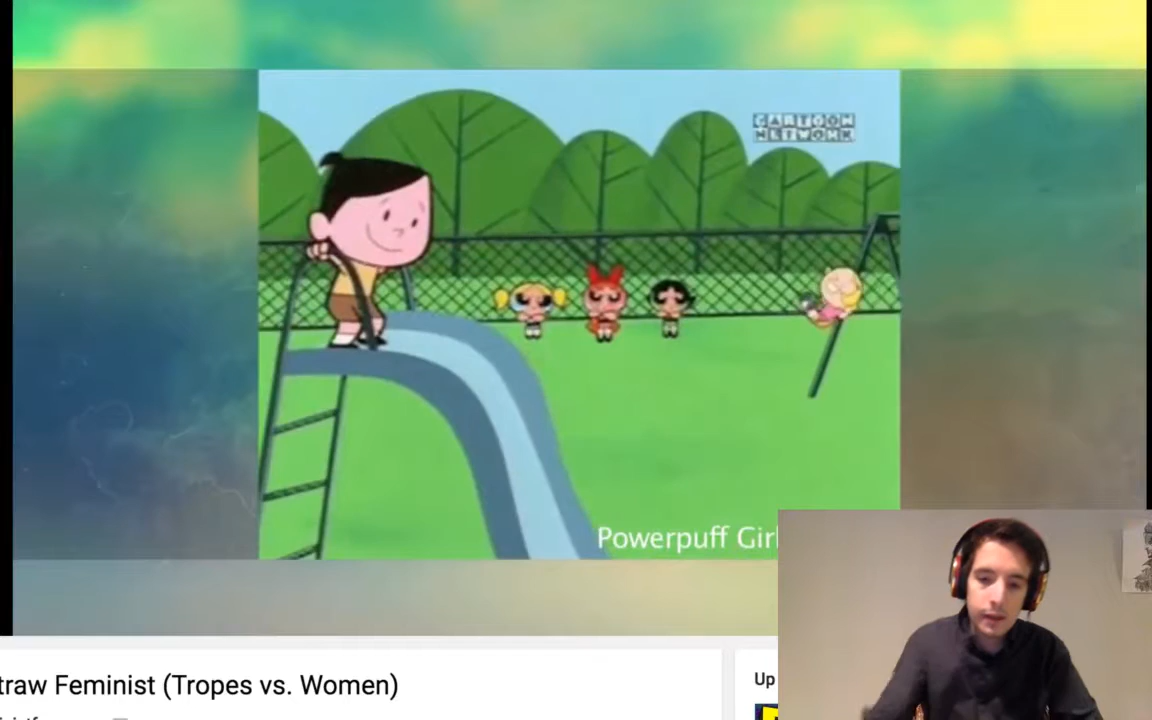 CARTOON
NETWORK
Powerpuff Girl
traw Feminist (Tropes vs. Women)
Up